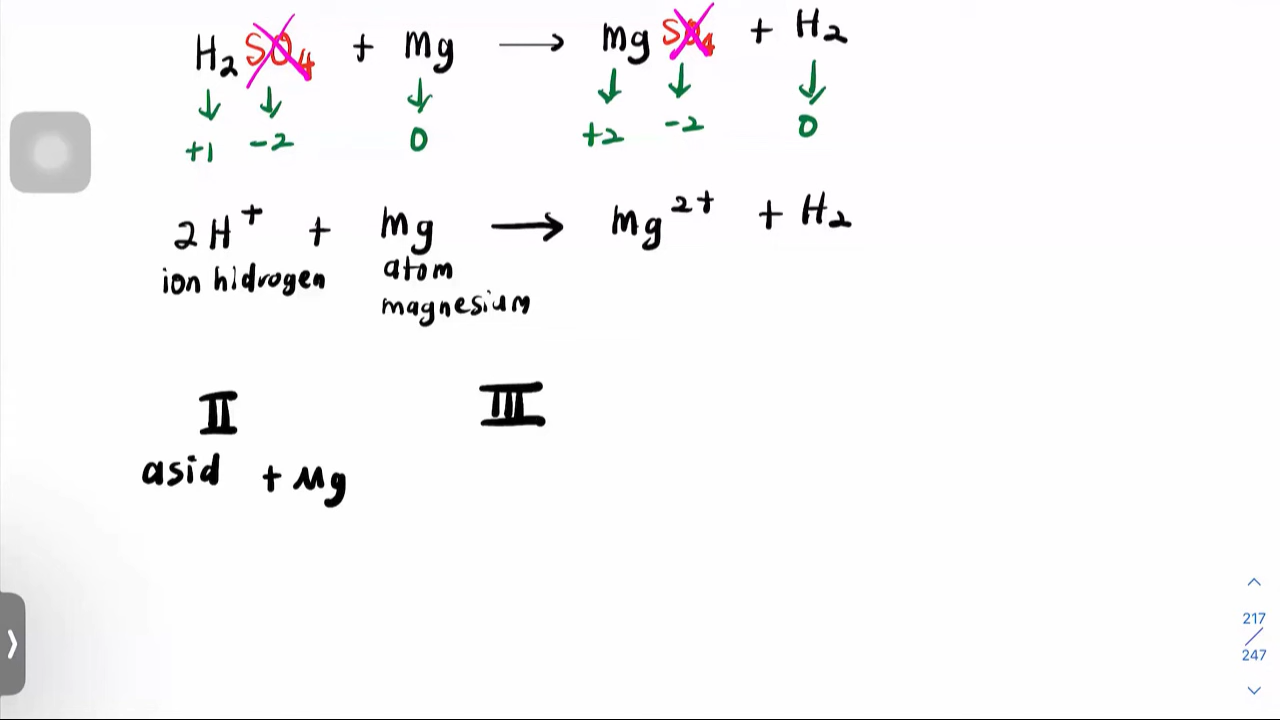 H₂SO₄ + Mg → MgSO₄ + H₂
+1 -2 0 +2 -2 0
2H⁺ + Mg → Mg²⁺ + H₂
ion hidrogen atom
magnesium
II III
asid + Mg
217
247